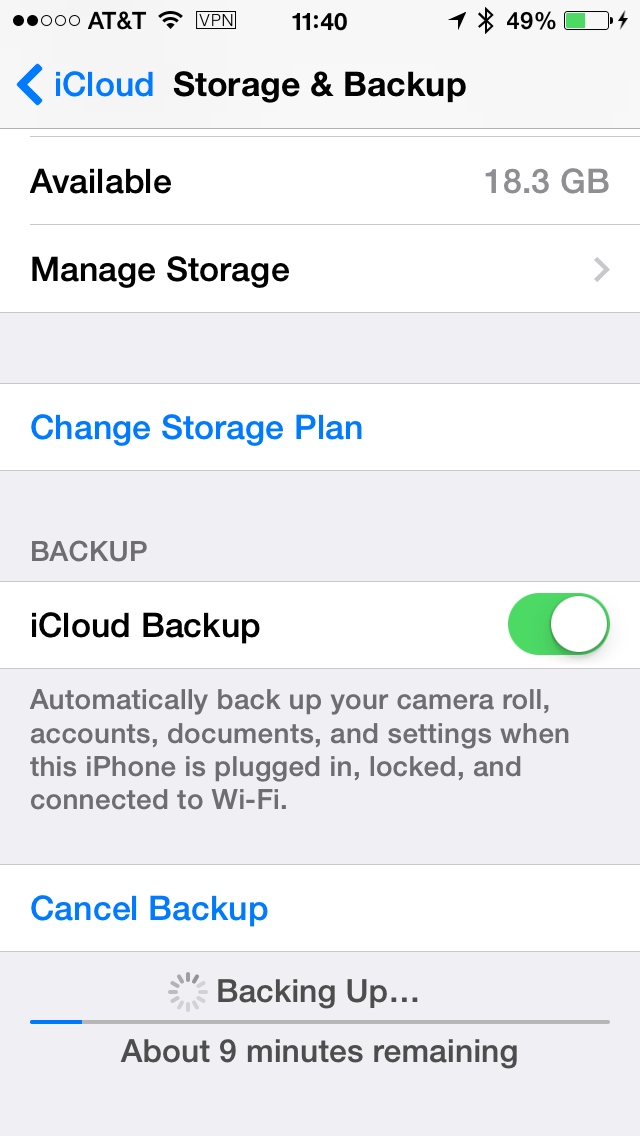 AT&T VPN 11:40 49%
iCloud Storage & Backup
Available 18.3 GB
Manage Storage
Change Storage Plan
BACKUP
iCloud Backup
Automatically back up your camera roll,
accounts, documents, and settings when
this iPhone is plugged in, locked, and
connected to Wi-Fi.
Cancel Backup
Backing Up...
About 9 minutes remaining